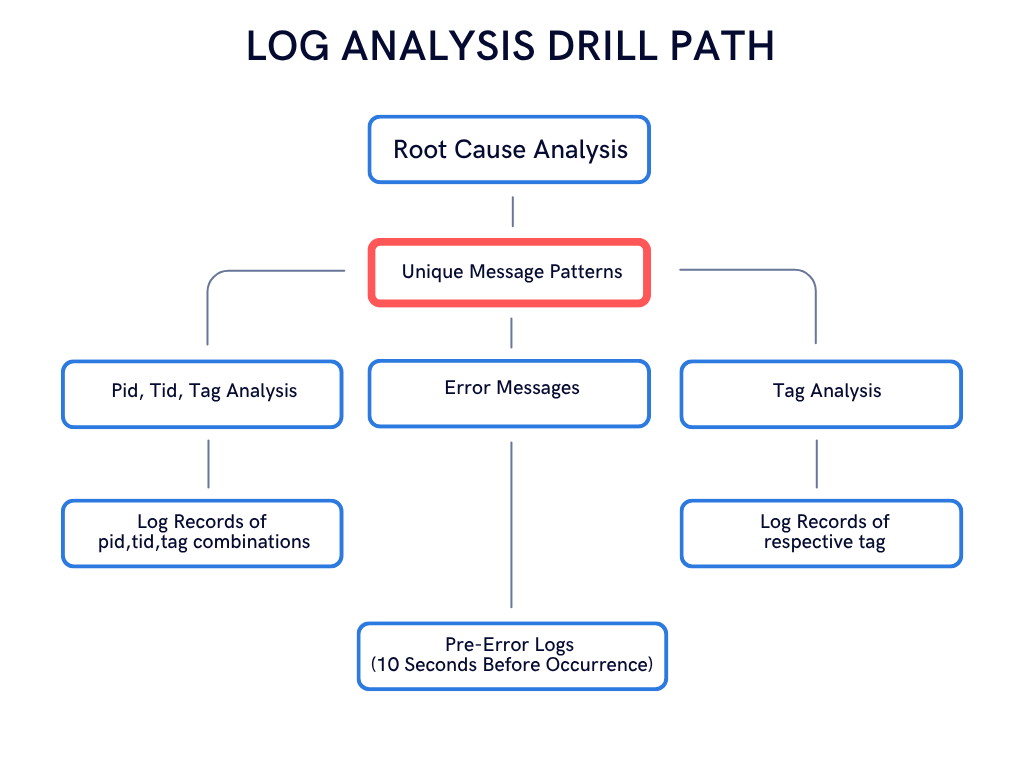 LOG ANALYSIS DRILL PATH
Root Cause Analysis
Unique Message Patterns
Pid, Tid, Tag Analysis
Error Messages
Tag Analysis
Log Records of
pid,tid,tag combinations
Log Records of
respective tag
Pre-Error Logs
(10 Seconds Before Occurrence)